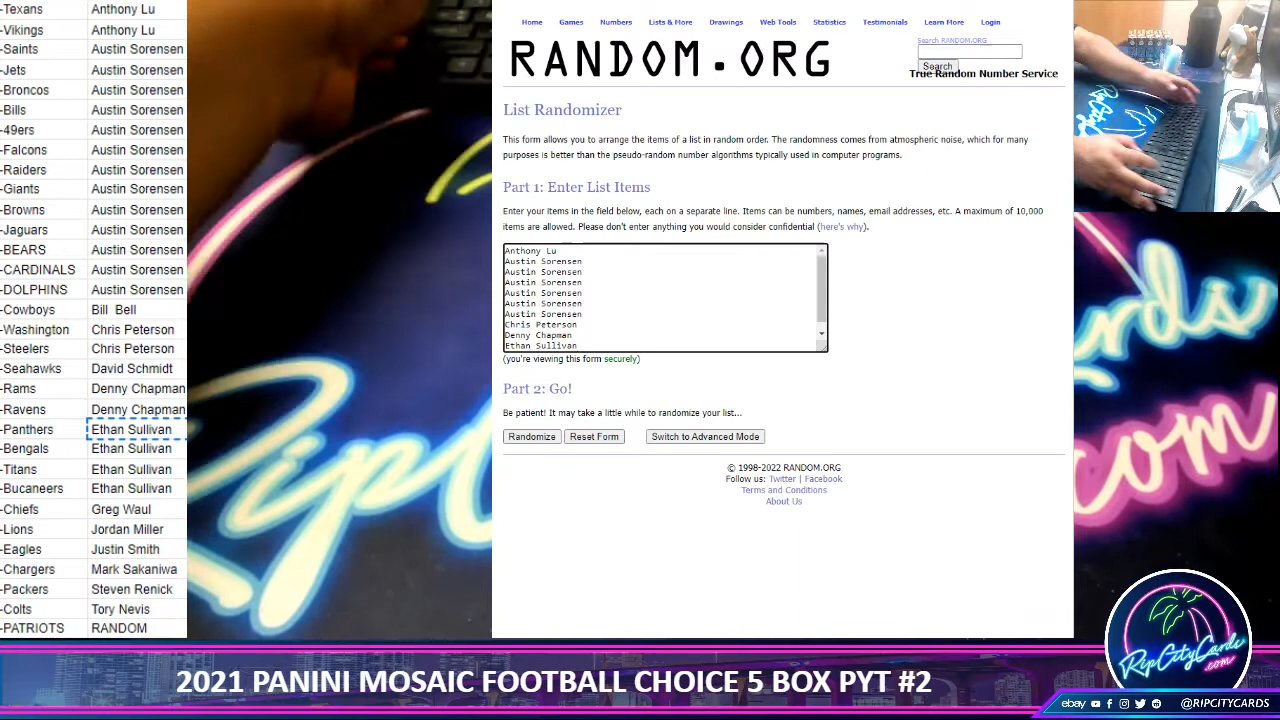 -Texans Anthony Lu
-Vikings Anthony Lu
-Saints Austin Sorensen
-Jets Austin Sorensen
-Broncos Austin Sorensen
-Bills Austin Sorensen
-49ers Austin Sorensen
-Falcons Austin Sorensen
-Raiders Austin Sorensen
-Giants Austin Sorensen
-Browns Austin Sorensen
-Jaguars Austin Sorensen
-BEARS Austin Sorensen
-CARDINALS Austin Sorensen
-DOLPHINS Austin Sorensen
-Cowboys Bill Bell
-Washington Chris Peterson
-Steelers Chris Peterson
-Seahawks David Schmidt
-Rams Denny Chapman
-Ravens Denny Chapman
-Panthers Ethan Sullivan
-Bengals Ethan Sullivan
-Titans Ethan Sullivan
-Bucaneers Ethan Sullivan
-Chiefs Greg Waul
-Lions Jordan Miller
-Eagles Justin Smith
-Chargers Mark Sakaniwa
-Packers Steven Renick
-Colts Tory Nevis
-PATRIOTS RANDOM
Home Games Numbers Lists & More Drawings Web Tools Statistics Testimonials Learn More Login
RANDOM.ORG
Search RANDOM.ORG
Search
True Random Number Service
List Randomizer
This form allows you to arrange the items of a list in random order. The randomness comes from atmospheric noise, which for many
purposes is better than the pseudo-random number algorithms typically used in computer programs.
Part 1: Enter List Items
Enter your items in the field below, each on a separate line. Items can be numbers, names, email addresses, etc. A maximum of 10,000
items are allowed. Please don't enter anything you would consider confidential (here's why).
Anthony Lu
Austin Sorensen
Austin Sorensen
Austin Sorensen
Austin Sorensen
Austin Sorensen
Austin Sorensen
Chris Peterson
Denny Chapman
Ethan Sullivan
(you're viewing this form securely)
Part 2: Go!
Be patient! It may take a little while to randomize your list...
Randomize Reset Form Switch to Advanced Mode
© 1998-2022 RANDOM.ORG
Follow us: Twitter | Facebook
Terms and Conditions
About Us
RipCityCards
.com
2021 PANINI MOSAIC FOOTBALL CHOICE 5 BOX PYT #2
ebay @RIPCITYCARDS